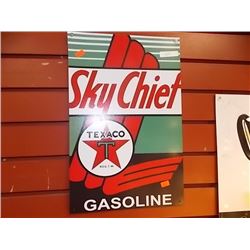 Sky Chief
TEXACO
T
GASOLINE